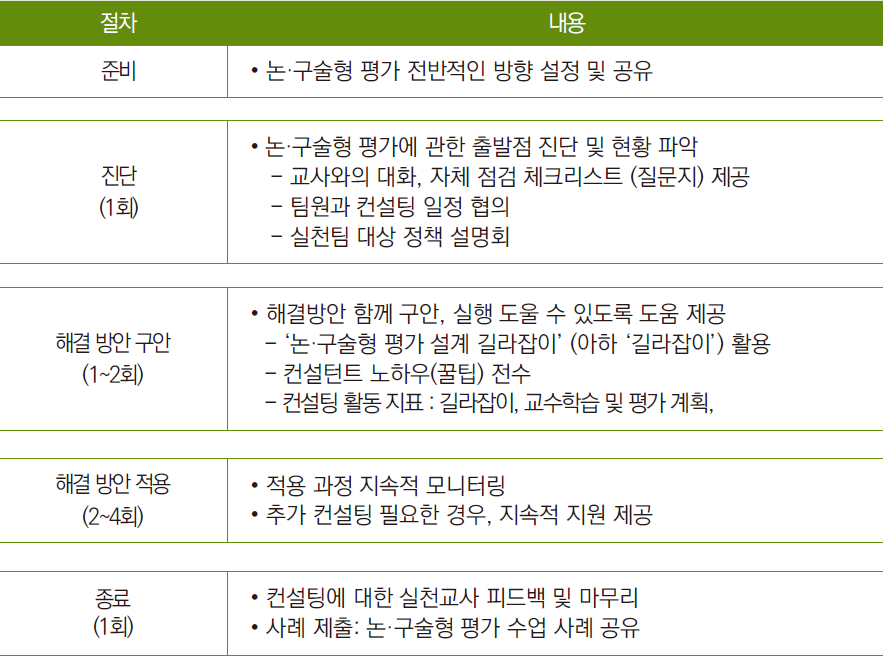 절차
내용
준비
• 논·구술형 평가 전반적인 방향 설정 및 공유
진단
(1회)
• 논·구술형 평가에 관한 출발점 진단 및 현황 파악
– 교사와의 대화, 자체 점검 체크리스트 (질문지) 제공
– 팀원과 컨설팅 일정 협의
– 실천팀 대상 정책 설명회
해결 방안 구안
(1~2회)
• 해결방안 함께 구안, 실행 도울 수 있도록 도움 제공
– ‘논·구술형 평가 설계 길라잡이’ (아하 ‘길라잡이’) 활용
– 컨설턴트 노하우(꿀팁) 전수
– 컨설팅 활동 지표 : 길라잡이, 교수학습 및 평가 계획,
해결 방안 적용
(2~4회)
• 적용 과정 지속적 모니터링
• 추가 컨설팅 필요한 경우, 지속적 지원 제공
종료
(1회)
• 컨설팅에 대한 실천교사 피드백 및 마무리
• 사례 제출: 논·구술형 평가 수업 사례 공유